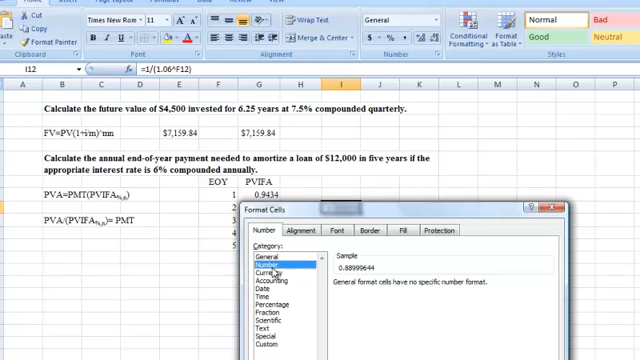 Home
Cut
Copy
Format Painter
Clipboard
Times New Rom
11
B I U
Font
Wrap Text
Merge & Center
Alignment
General
$ % ,
Number
Conditional Formatting
Format as Table
Normal
Bad
Good
Neutral
Styles
I12
=1/(1.06^F12)
A B C D E F G H I J K L M N O P
Calculate the future value of $4,500 invested for 6.25 years at 7.5% compounded quarterly.
FV=PV(1+i/m)^mn $7,159.84 $7,159.84
Calculate the annual end-of-year payment needed to amortize a loan of $12,000 in five years if the
appropriate interest rate is 6% compounded annually.
EOY PVIFA
PVA=PMT(PVIFA%,n) 1 0.9434
2
PVA/(PVIFA%,n)= PMT 3
4
5
Format Cells
Number Alignment Font Border Fill Protection
Category:
General
Number
Currency
Accounting
Date
Time
Percentage
Fraction
Scientific
Text
Special
Custom
Sample
0.88999644
General format cells have no specific number format.